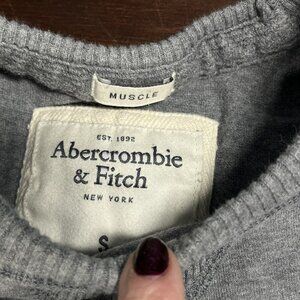 MUSCLE
EST. 1892
Abercrombie
& Fitch
NEW YORK
S